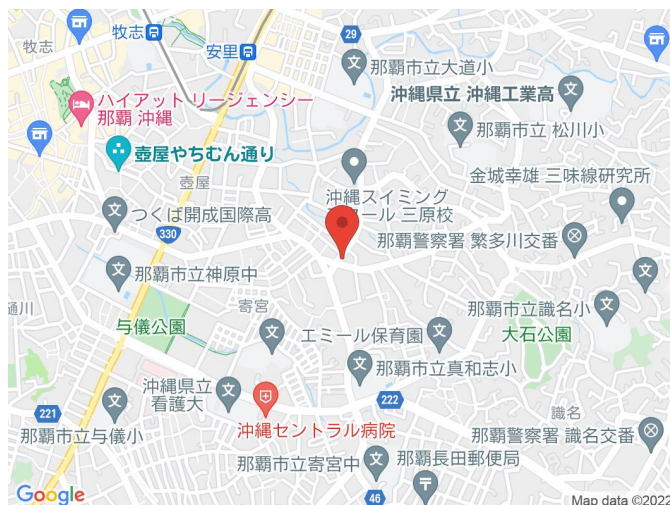 牧志
牧志
安里
29
那覇市立大道小
沖縄県立 沖縄工業高
ハイアット リージェンシー
那覇 沖縄
那覇市立 松川小
壺屋やちむん通り
壺屋
金城幸雄 三味線研究所
沖縄スイミング
スクール 三原校
つくば開成国際高
330
那覇警察署 繁多川交番
那覇市立神原中
樋川
寄宮
那覇市立識名小
与儀公園
エミール保育園
大石公園
那覇市立真和志小
沖縄県立
看護大
222
221
識名
沖縄セントラル病院
那覇市立与儀小
那覇警察署 識名交番
那覇市立寄宮中
那覇長田郵便局
46
Google
Map data ©2022